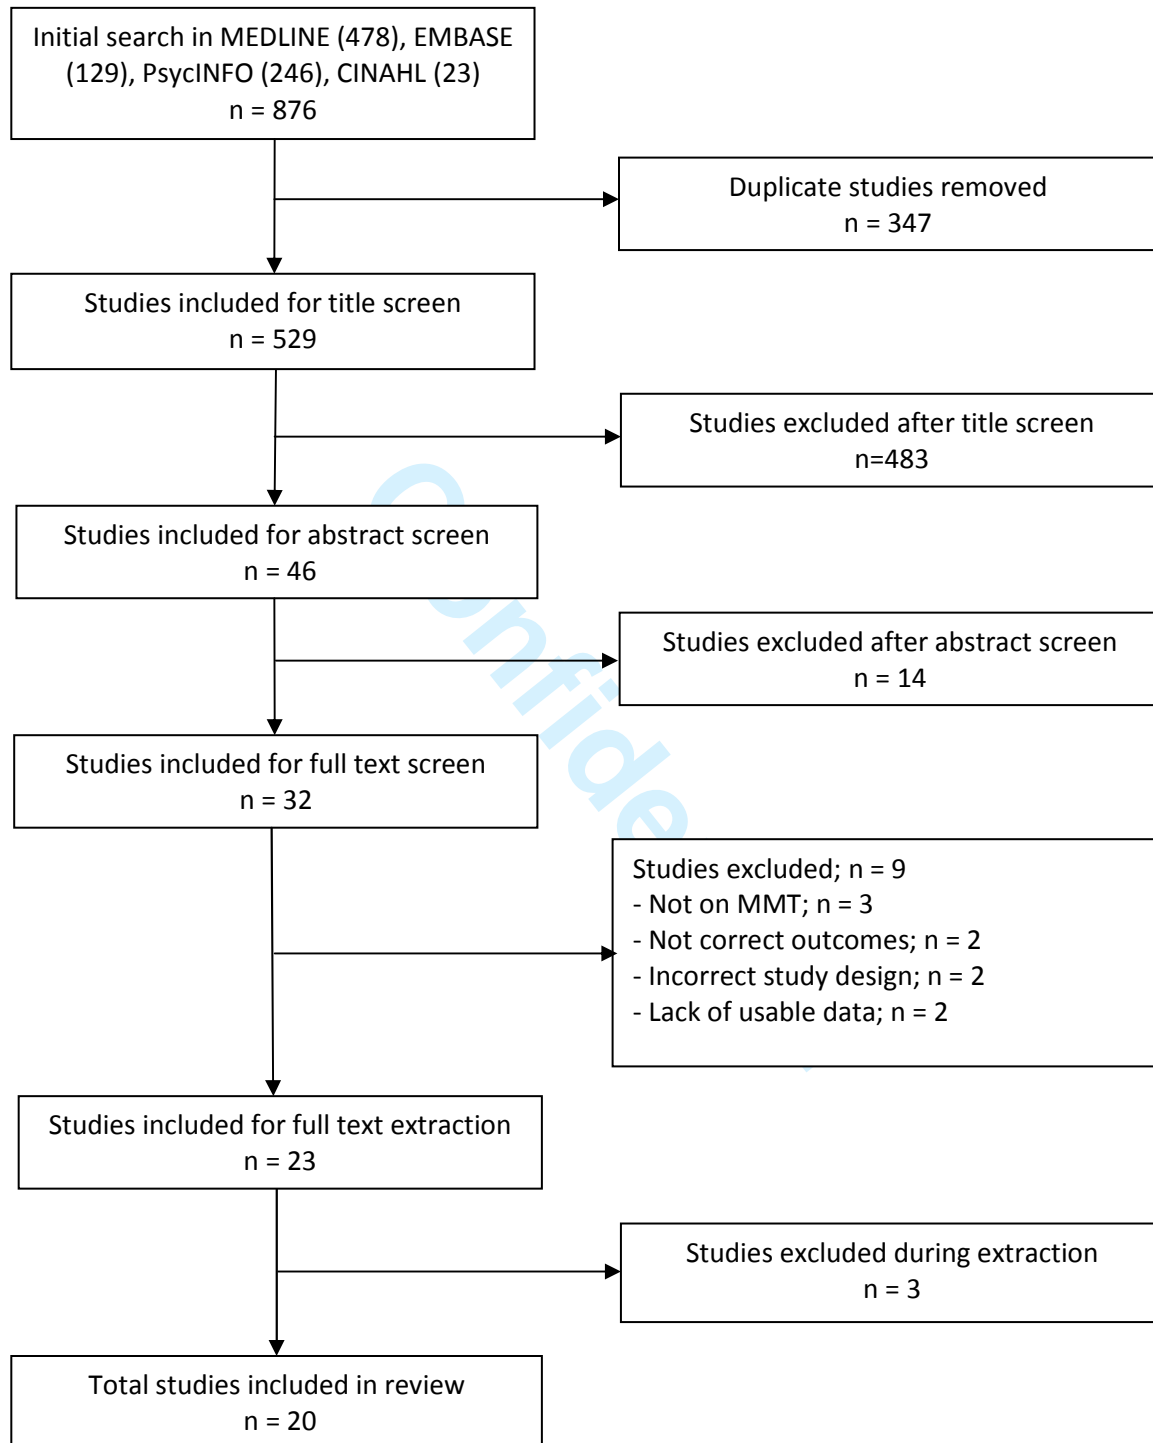 Initial search in MEDLINE (478), EMBASE
(129), PsycINFO (246), CINAHL (23)
n = 876
Duplicate studies removed
n = 347
Studies included for title screen
n = 529
Studies excluded after title screen
n=483
Studies included for abstract screen
n = 46
Studies excluded after abstract screen
n = 14
Studies included for full text screen
n = 32
Studies excluded; n = 9
- Not on MMT; n = 3
- Not correct outcomes; n = 2
- Incorrect study design; n = 2
- Lack of usable data; n = 2
Studies included for full text extraction
n = 23
Studies excluded during extraction
n = 3
Total studies included in review
n = 20